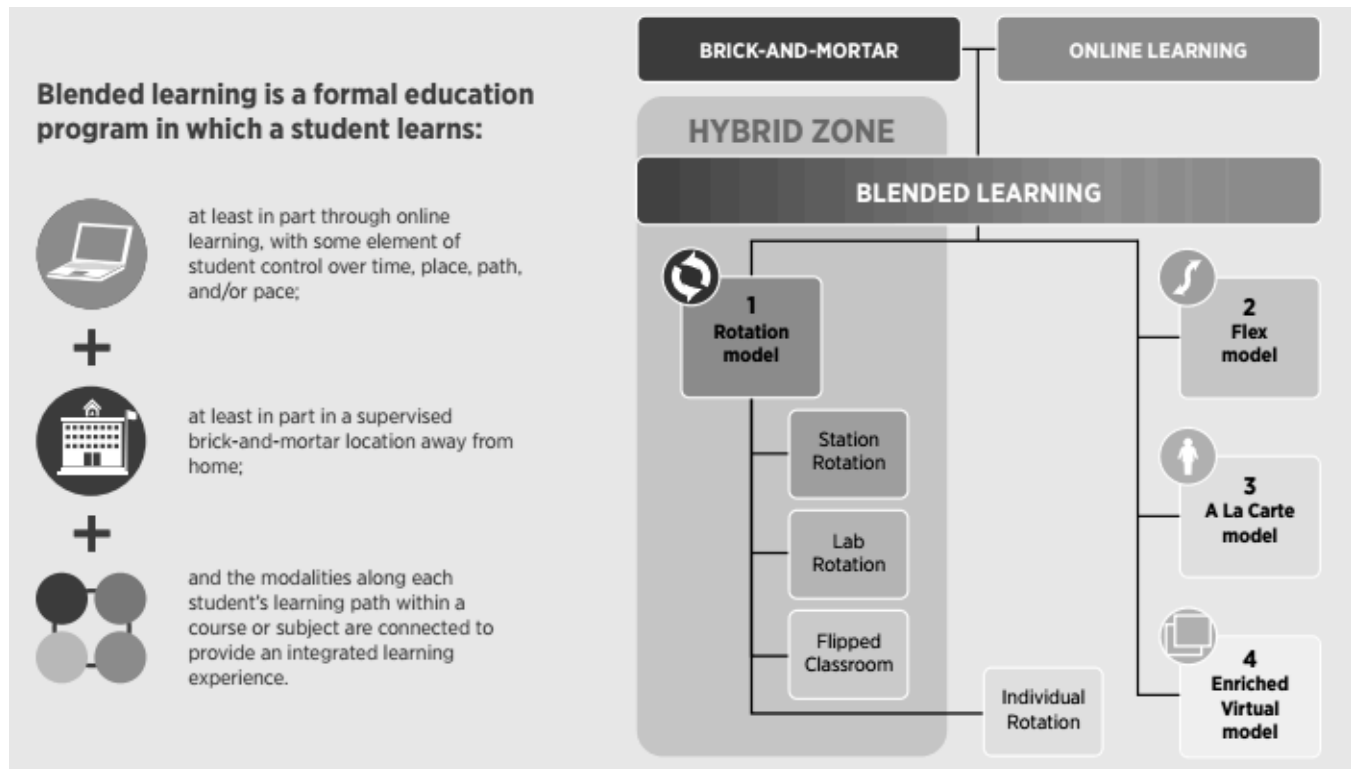 Blended learning is a formal education
program in which a student learns:
at least in part through online
learning, with some element of
student control over time, place, path,
and/or pace;
+
at least in part in a supervised
brick-and-mortar location away from
home;
+
and the modalities along each
student's learning path within a
course or subject are connected to
provide an integrated learning
experience.
BRICK-AND-MORTAR
ONLINE LEARNING
HYBRID ZONE
BLENDED LEARNING
1
Rotation
model
Station
Rotation
Lab
Rotation
Flipped
Classroom
Individual
Rotation
2
Flex
model
3
A La Carte
model
4
Enriched
Virtual
model